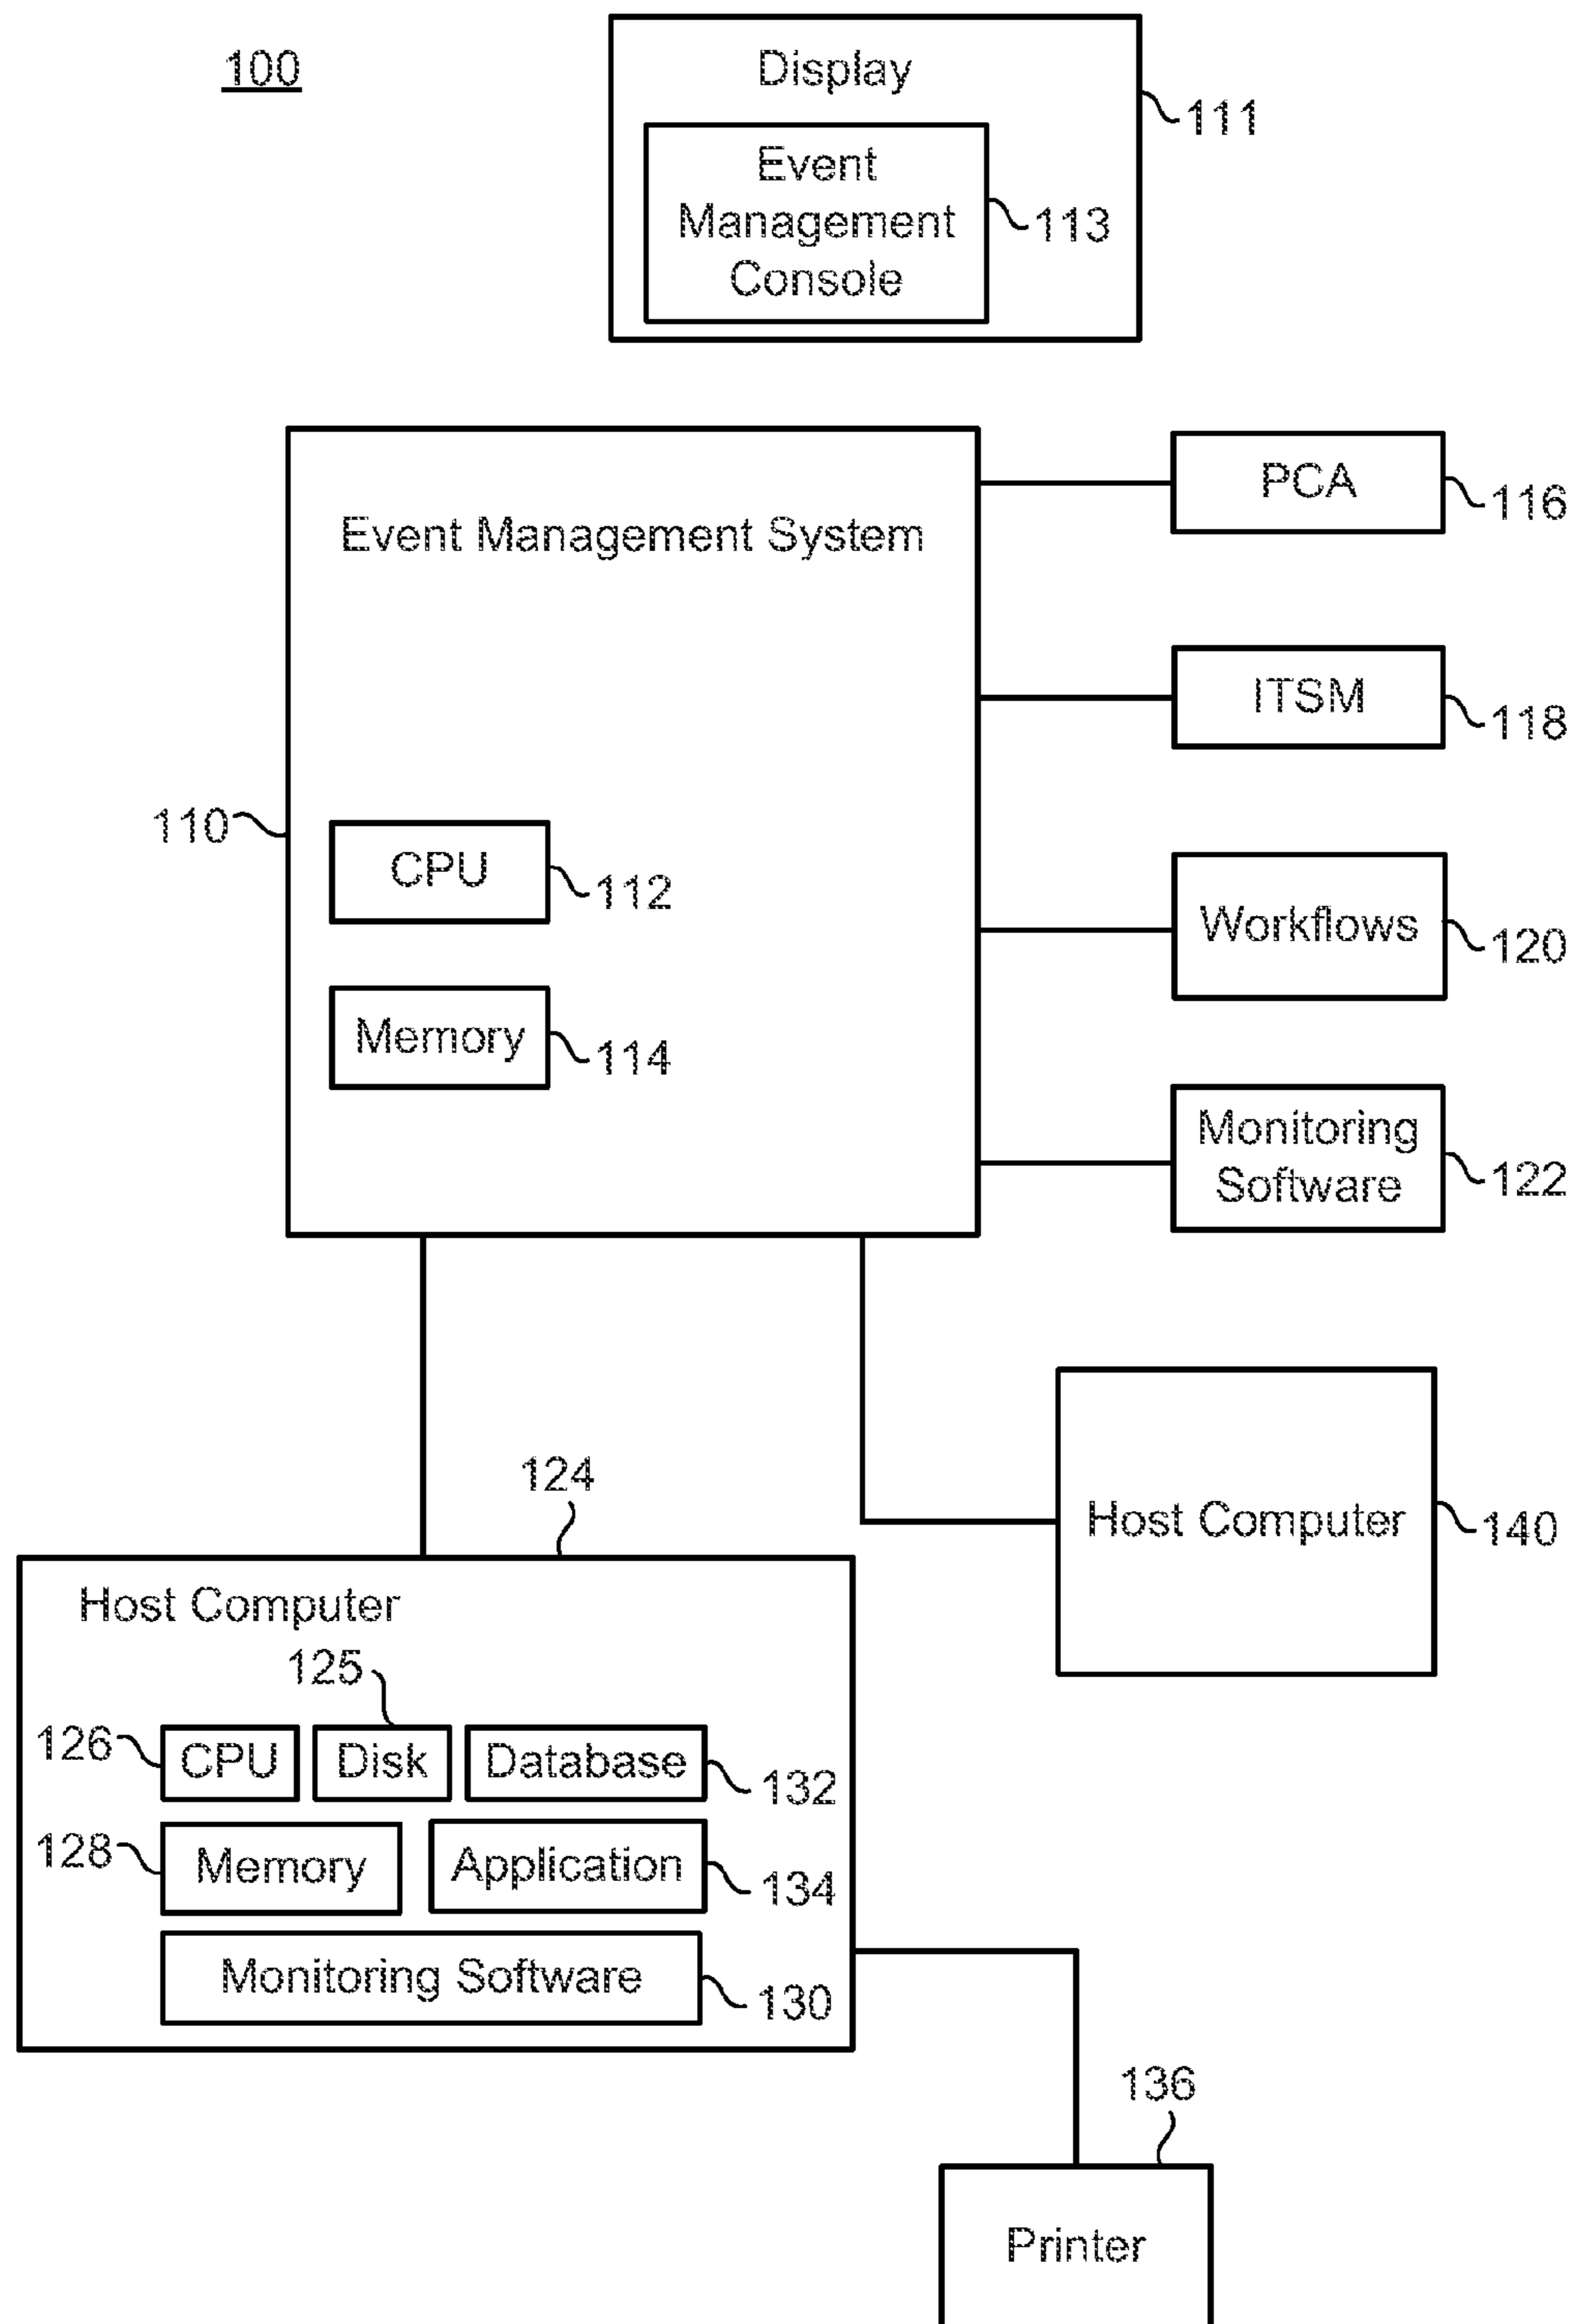 100
Display
111
Event
Management
Console
113
Event Management System
PCA
116
ITSM
118
110
CPU
112
Workflows
120
Memory
114
Monitoring
Software
122
124
Host Computer
140
Host Computer
125
126
CPU
Disk
Database
132
128
Memory
Application
134
Monitoring Software
130
136
Printer